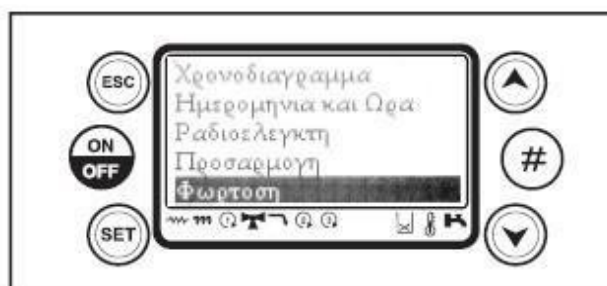 ESC
ON
OFF
SET
Χρονοδιαγραμμα
Ημερομηνια και Ωρα
Ραδιοελεγκτη
Προσαρμογη
Φωρτοση
#